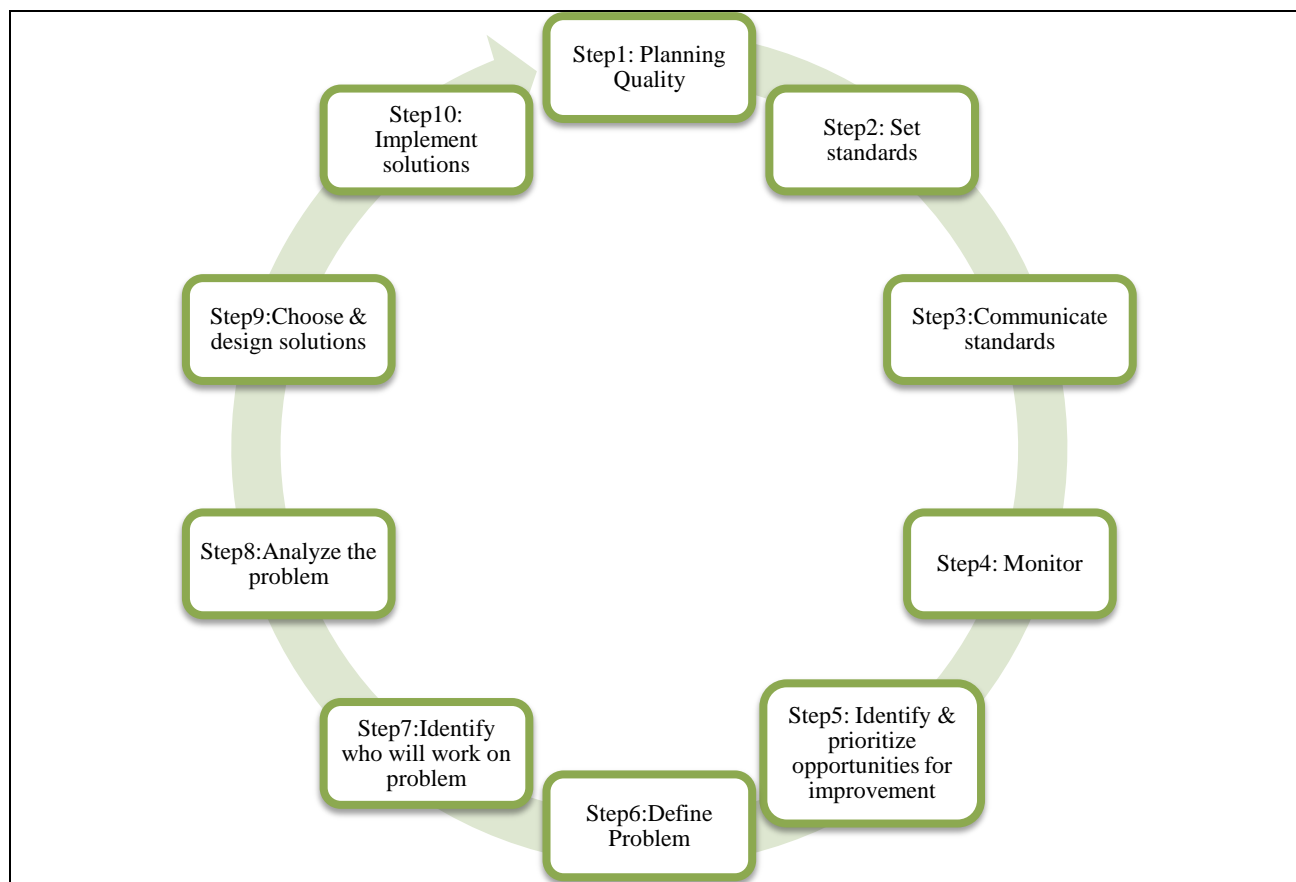 Step1: Planning
Quality
Step2: Set
standards
Step3:Communicate
standards
Step4: Monitor
Step5: Identify &
prioritize
opportunities for
improvement
Step6:Define
Problem
Step7:Identify
who will work on
problem
Step8:Analyze the
problem
Step9:Choose &
design solutions
Step10:
Implement
solutions